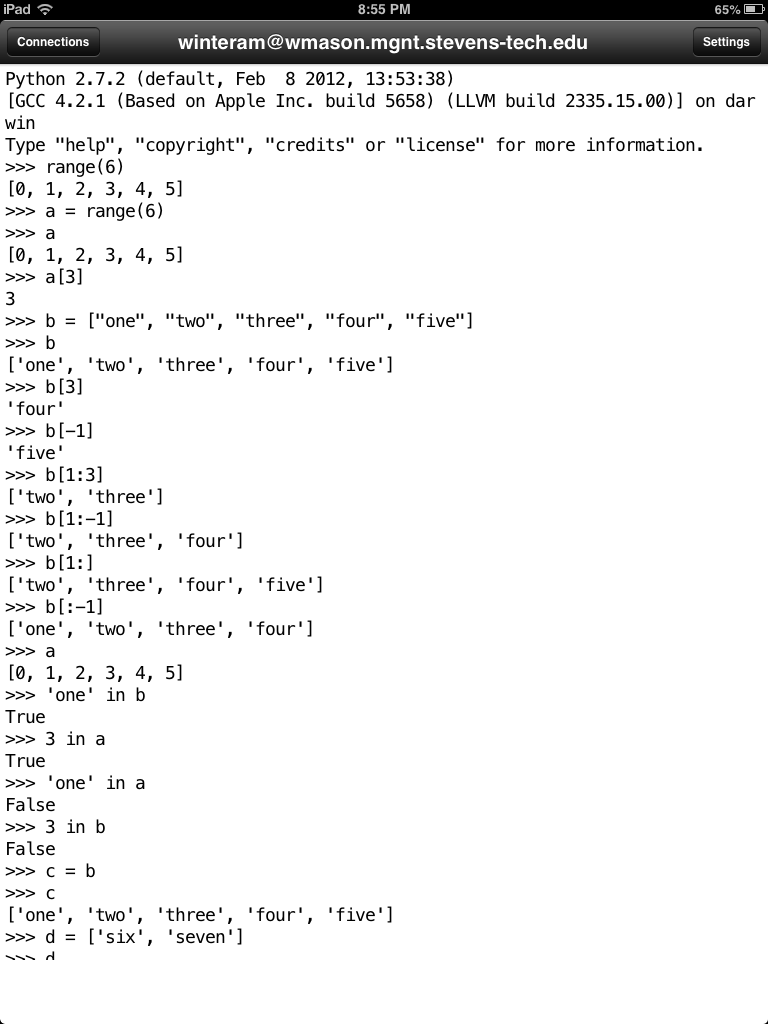 iPad 8:55 PM 65%
Connections winteram@wmason.mgnt.stevens-tech.edu Settings
Python 2.7.2 (default, Feb  8 2012, 13:53:38)
[GCC 4.2.1 (Based on Apple Inc. build 5658) (LLVM build 2335.15.00)] on dar
win
Type "help", "copyright", "credits" or "license" for more information.
>>> range(6)
[0, 1, 2, 3, 4, 5]
>>> a = range(6)
>>> a
[0, 1, 2, 3, 4, 5]
>>> a[3]
3
>>> b = ["one", "two", "three", "four", "five"]
>>> b
['one', 'two', 'three', 'four', 'five']
>>> b[3]
'four'
>>> b[-1]
'five'
>>> b[1:3]
['two', 'three']
>>> b[1:-1]
['two', 'three', 'four']
>>> b[1:]
['two', 'three', 'four', 'five']
>>> b[:-1]
['one', 'two', 'three', 'four']
>>> a
[0, 1, 2, 3, 4, 5]
>>> 'one' in b
True
>>> 3 in a
True
>>> 'one' in a
False
>>> 3 in b
False
>>> c = b
>>> c
['one', 'two', 'three', 'four', 'five']
>>> d = ['six', 'seven']
>>> d